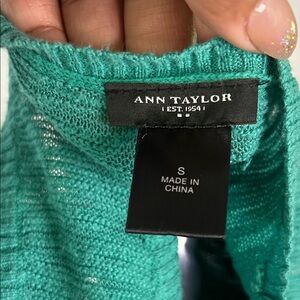 ANN TAYLOR
EST. 1954
S
MADE IN
CHINA